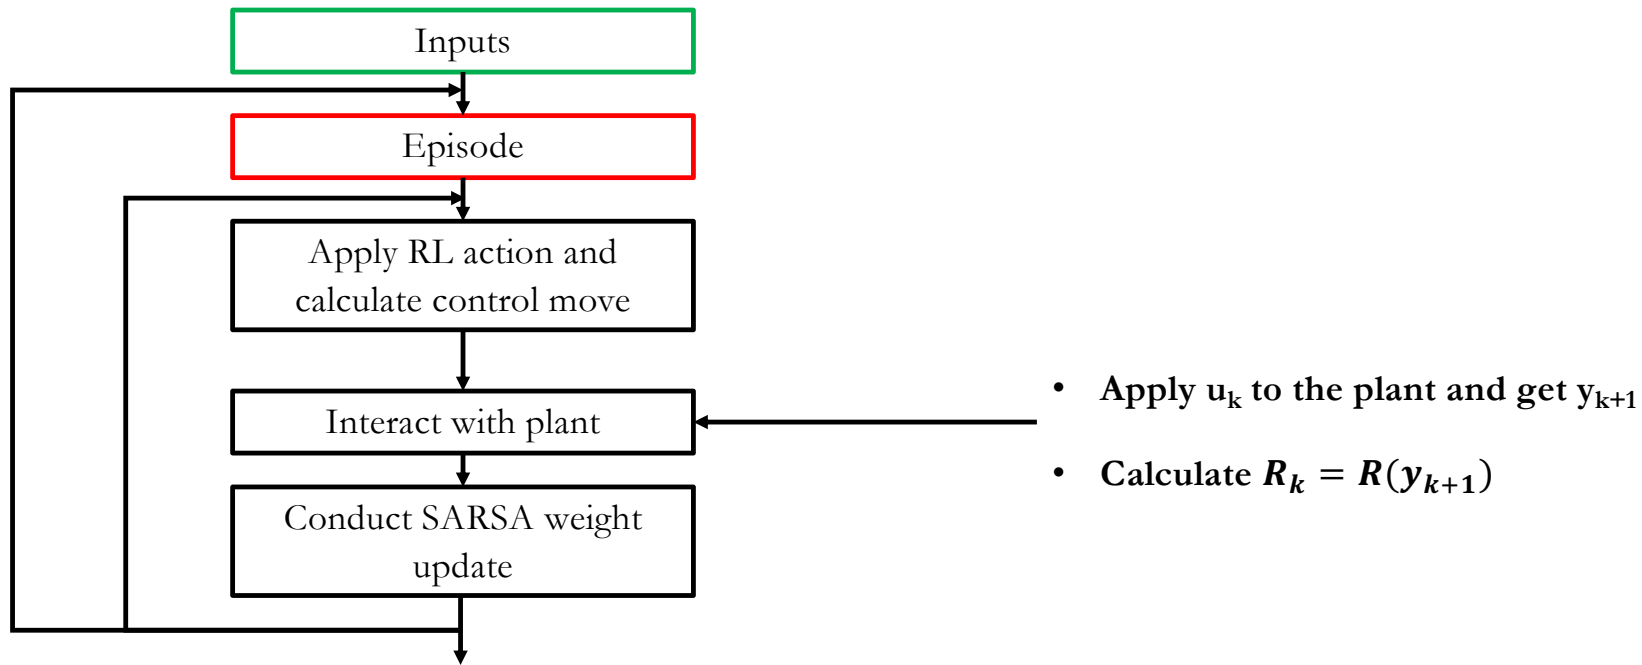 Inputs
Episode
Apply RL action and
calculate control move
Interact with plant
Conduct SARSA weight
update
• Apply uₖ to the plant and get yₖ₊₁
• Calculate Rₖ = R(yₖ₊₁)